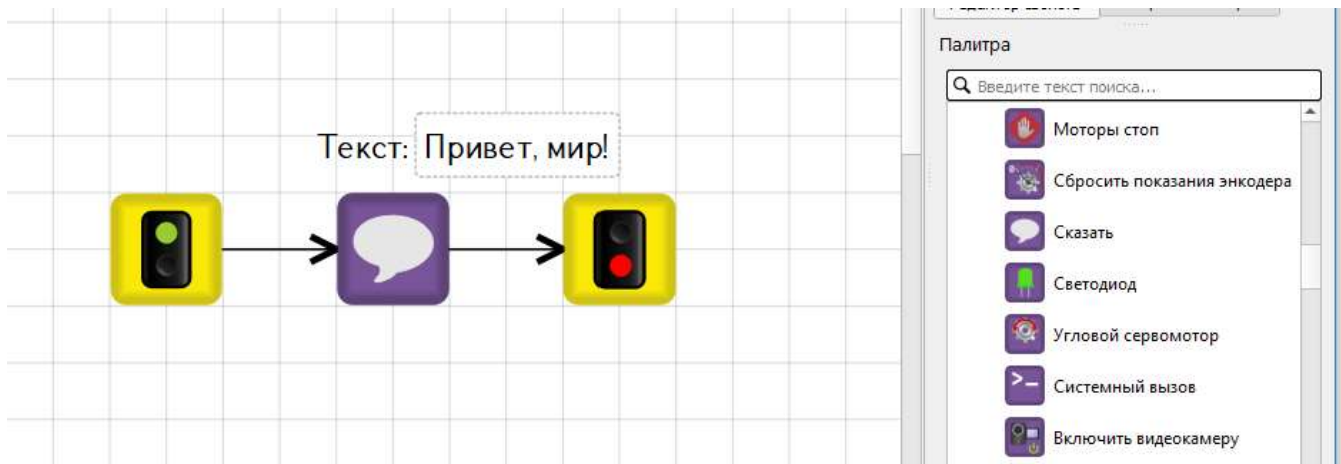 Палитра
Введите текст поиска...
Текст: Привет, мир!
Моторы стоп
Сбросить показания энкодера
Сказать
Светодиод
Угловой сервомотор
Системный вызов
Включить видеокамеру